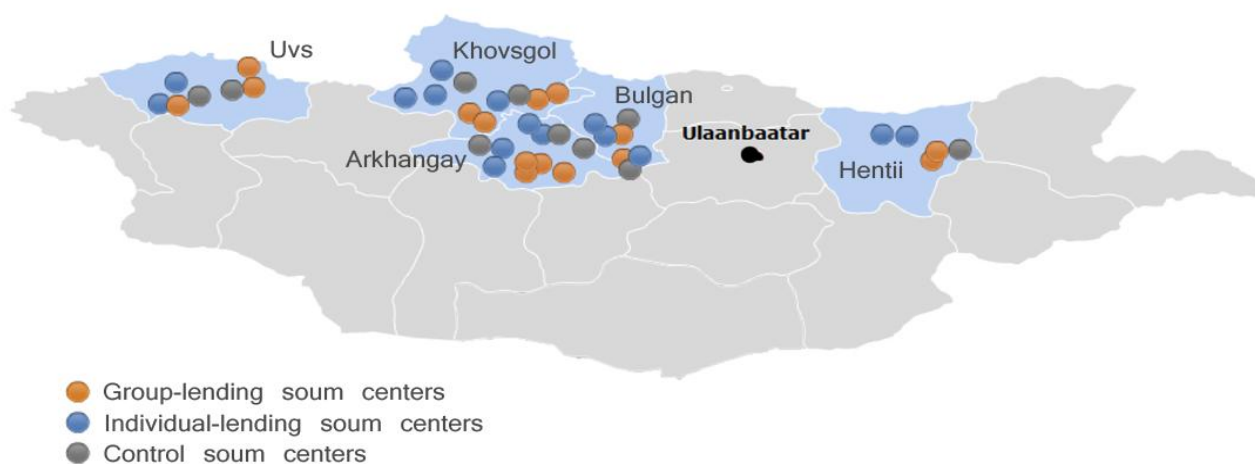 Uvs
Khovsgol
Bulgan
Ulaanbaatar
Arkhangay
Hentii
Group-lending soum centers
Individual-lending soum centers
Control soum centers